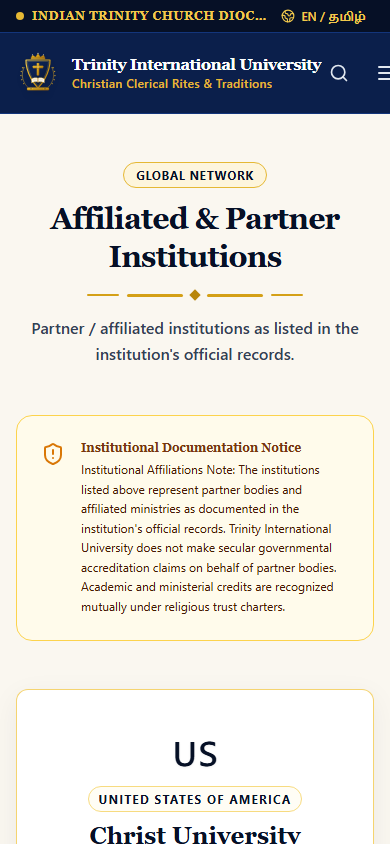 INDIAN TRINITY CHURCH DIOC...
EN / தமிழ்
Trinity International University
Christian Clerical Rites & Traditions
GLOBAL NETWORK
Affiliated & Partner
Institutions
Partner / affiliated institutions as listed in the
institution's official records.
Institutional Documentation Notice
Institutional Affiliations Note: The institutions
listed above represent partner bodies and
affiliated ministries as documented in the
institution's official records. Trinity International
University does not make secular governmental
accreditation claims on behalf of partner bodies.
Academic and ministerial credits are recognized
mutually under religious trust charters.
US
UNITED STATES OF AMERICA
Christ University